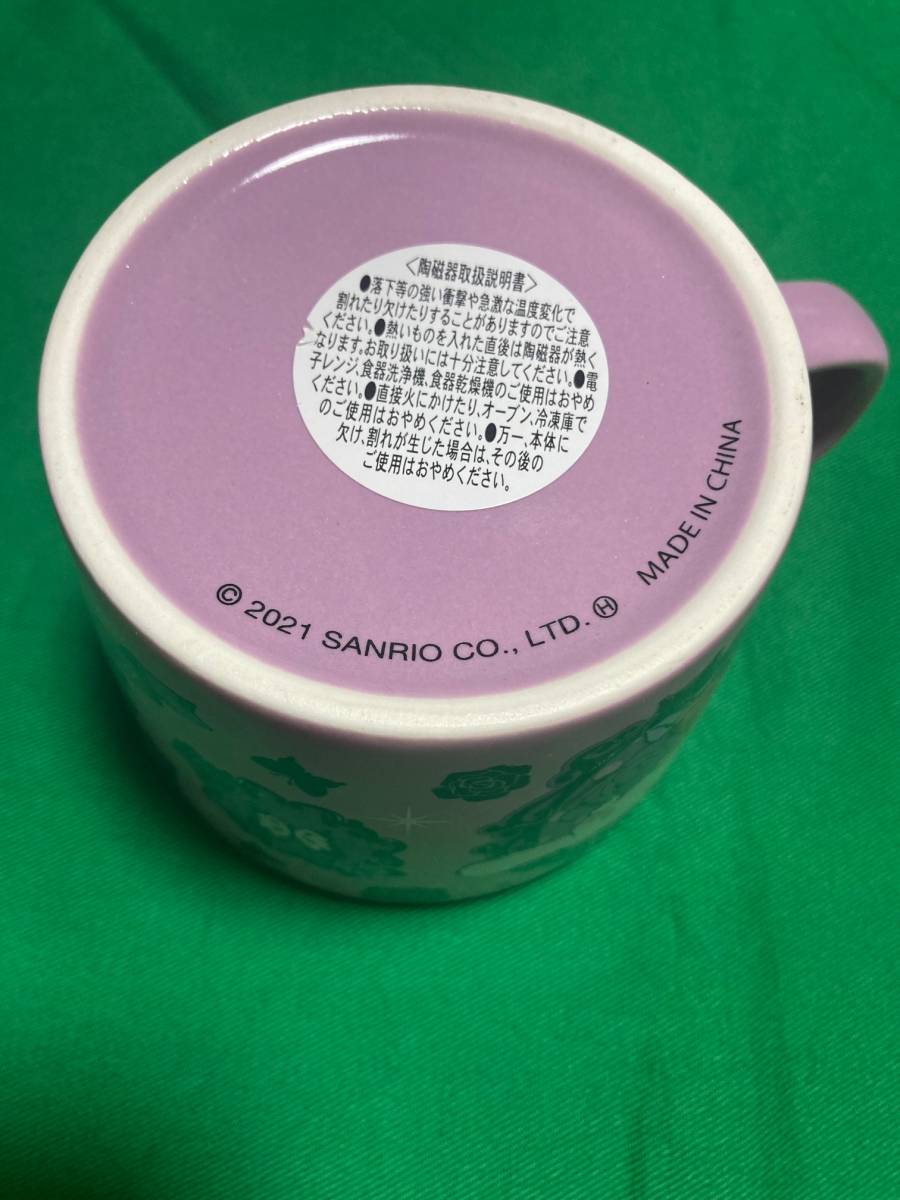 〈陶磁器取扱説明書〉
●落下等の強い衝撃や急激な温度変化で
割れたり欠けたりすることがありますのでご注意
ください。●熱いものを入れた直後は陶磁器が熱く
なります。お取り扱いには十分注意してください。●電
子レンジ、食器洗浄機、食器乾燥機のご使用はおやめ
ください。●直接火にかけたり、オーブン、冷凍庫で
のご使用はおやめください。●万一、本体に
欠け、割れが生じた場合は、その後の
ご使用はおやめください。
© 2021 SANRIO CO., LTD. Ⓗ
MADE IN CHINA